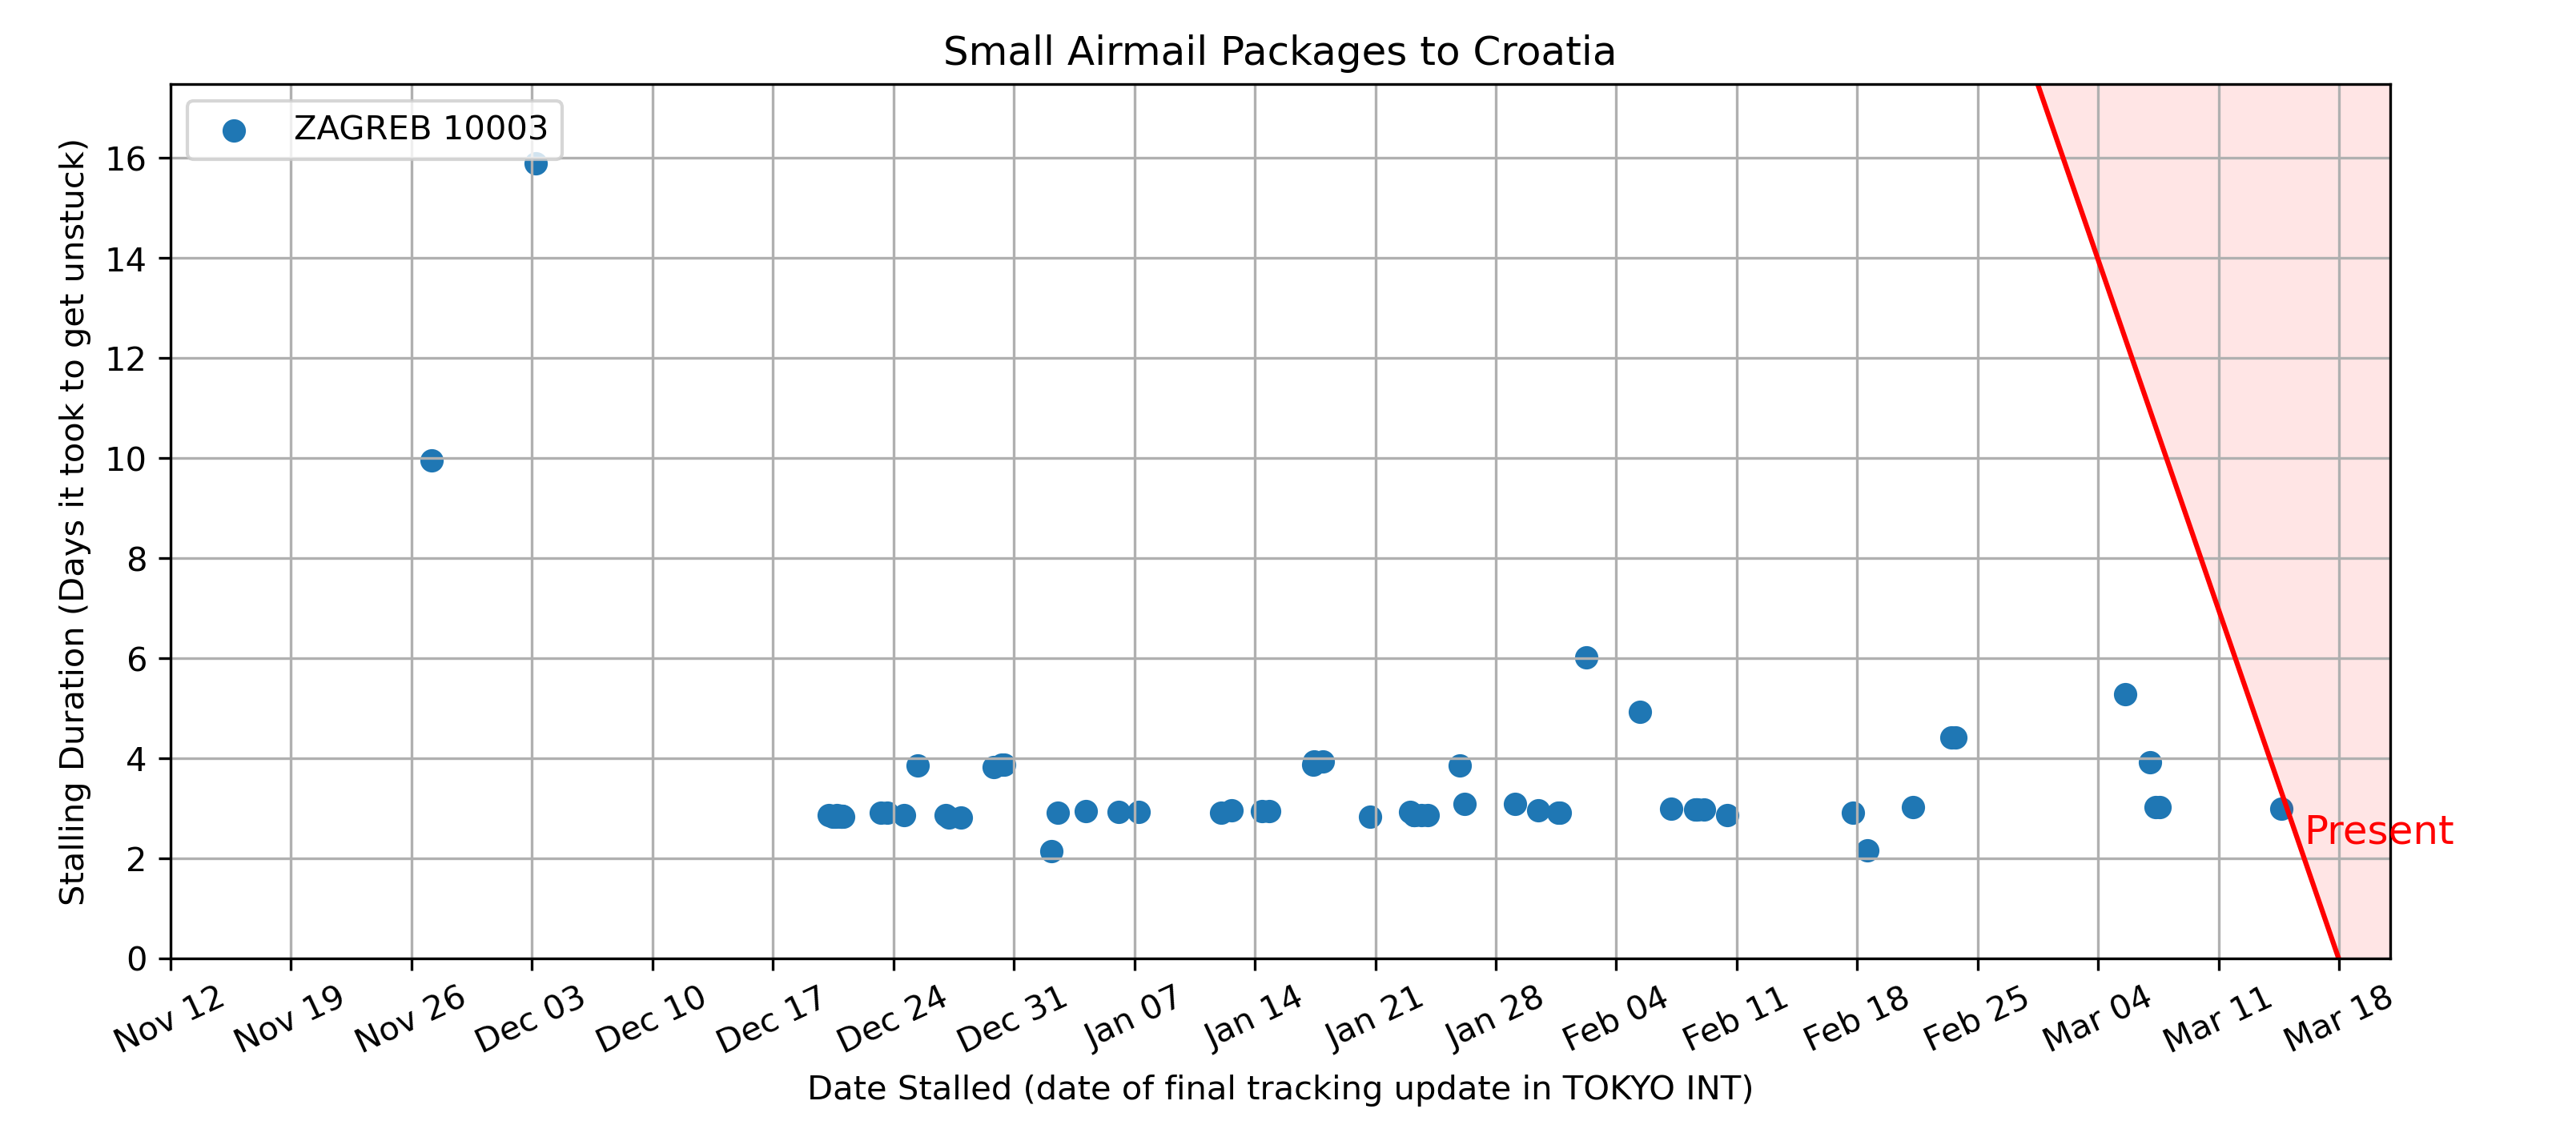 Small Airmail Packages to Croatia
ZAGREB 10003
Stalling Duration (Days it took to get unstuck)
16
14
12
10
8
6
4
2
0
Present
Nov 12
Nov 19
Nov 26
Dec 03
Dec 10
Dec 17
Dec 24
Dec 31
Jan 07
Jan 14
Jan 21
Jan 28
Feb 04
Feb 11
Feb 18
Feb 25
Mar 04
Mar 11
Mar 18
Date Stalled (date of final tracking update in TOKYO INT)